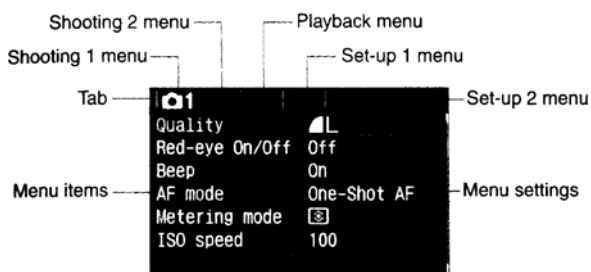 Shooting 2 menu
Playback menu
Shooting 1 menu
Set-up 1 menu
Tab
1
Set-up 2 menu
Quality L
Red-eye On/Off Off
Beep On
Menu items
AF mode One-Shot AF
Menu settings
Metering mode
ISO speed 100